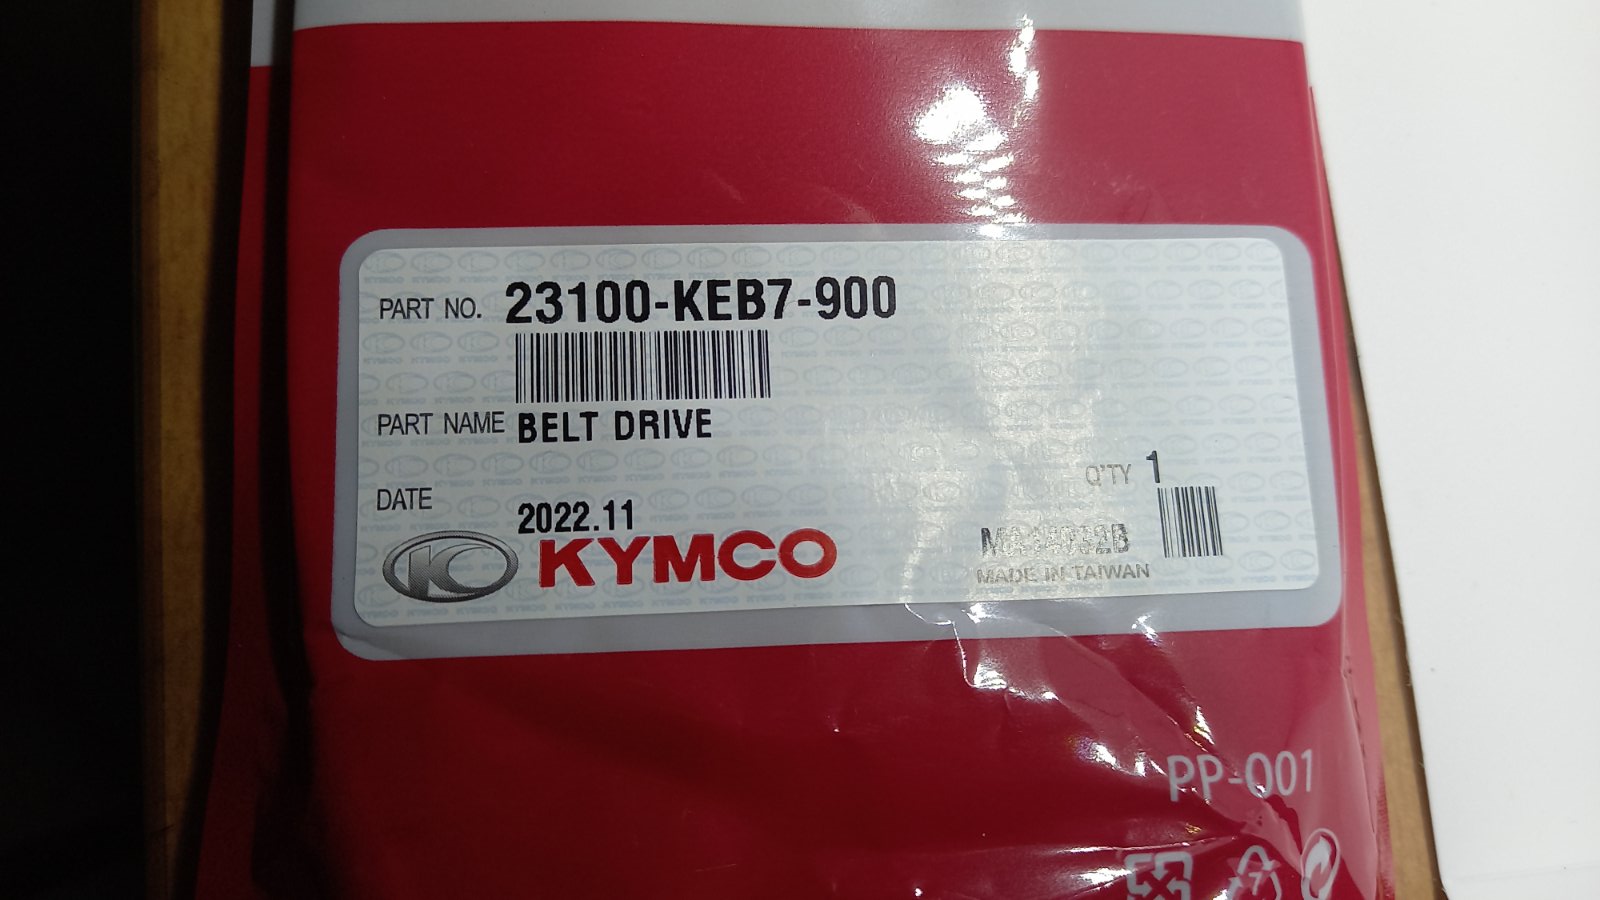 PART NO. 23100-KEB7-900
PART NAME BELT DRIVE
Q'TY 1
DATE 2022.11
KYMCO
MADE IN TAIWAN
PP-001
7